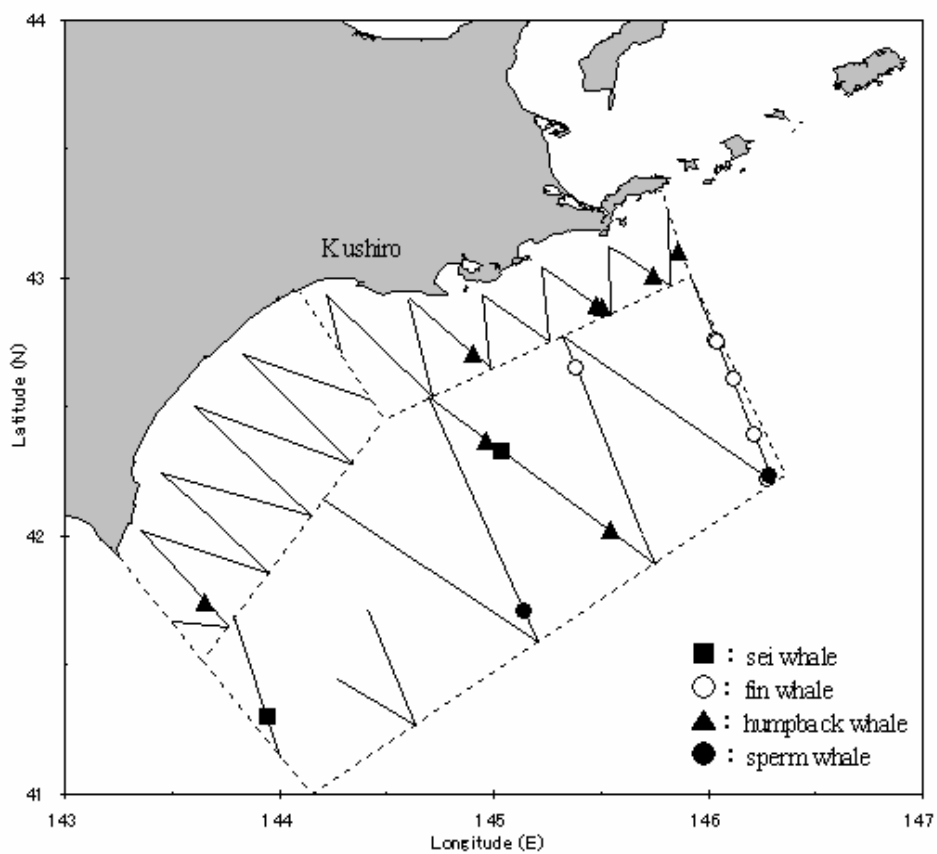 44
43
42
41
Latitude (N)
Kushiro
■ : sei whale
○ : fin whale
▲ : humpback whale
● : sperm whale
143 144 145 146 147
Longitude (E)